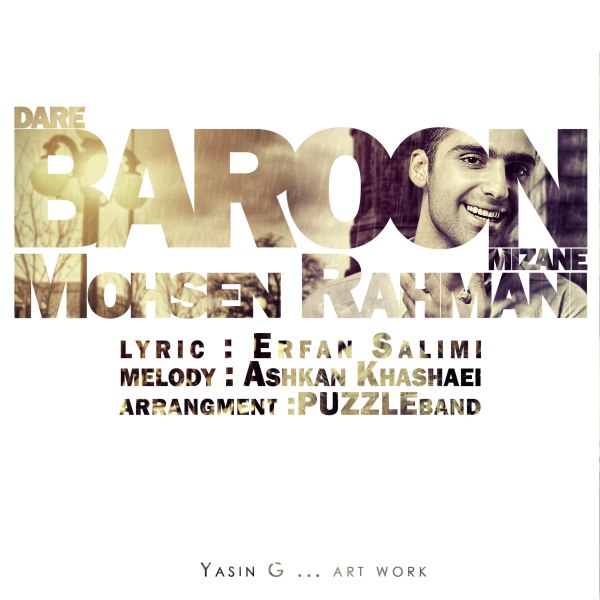 DARE
BAROON
MIZANE
MOHSEN RAHMANI
LYRIC : ERFAN SALIMI
MELODY : ASHKAN KHASHAEI
ARRANGMENT :PUZZLEBAND
YASIN G ... ART WORK